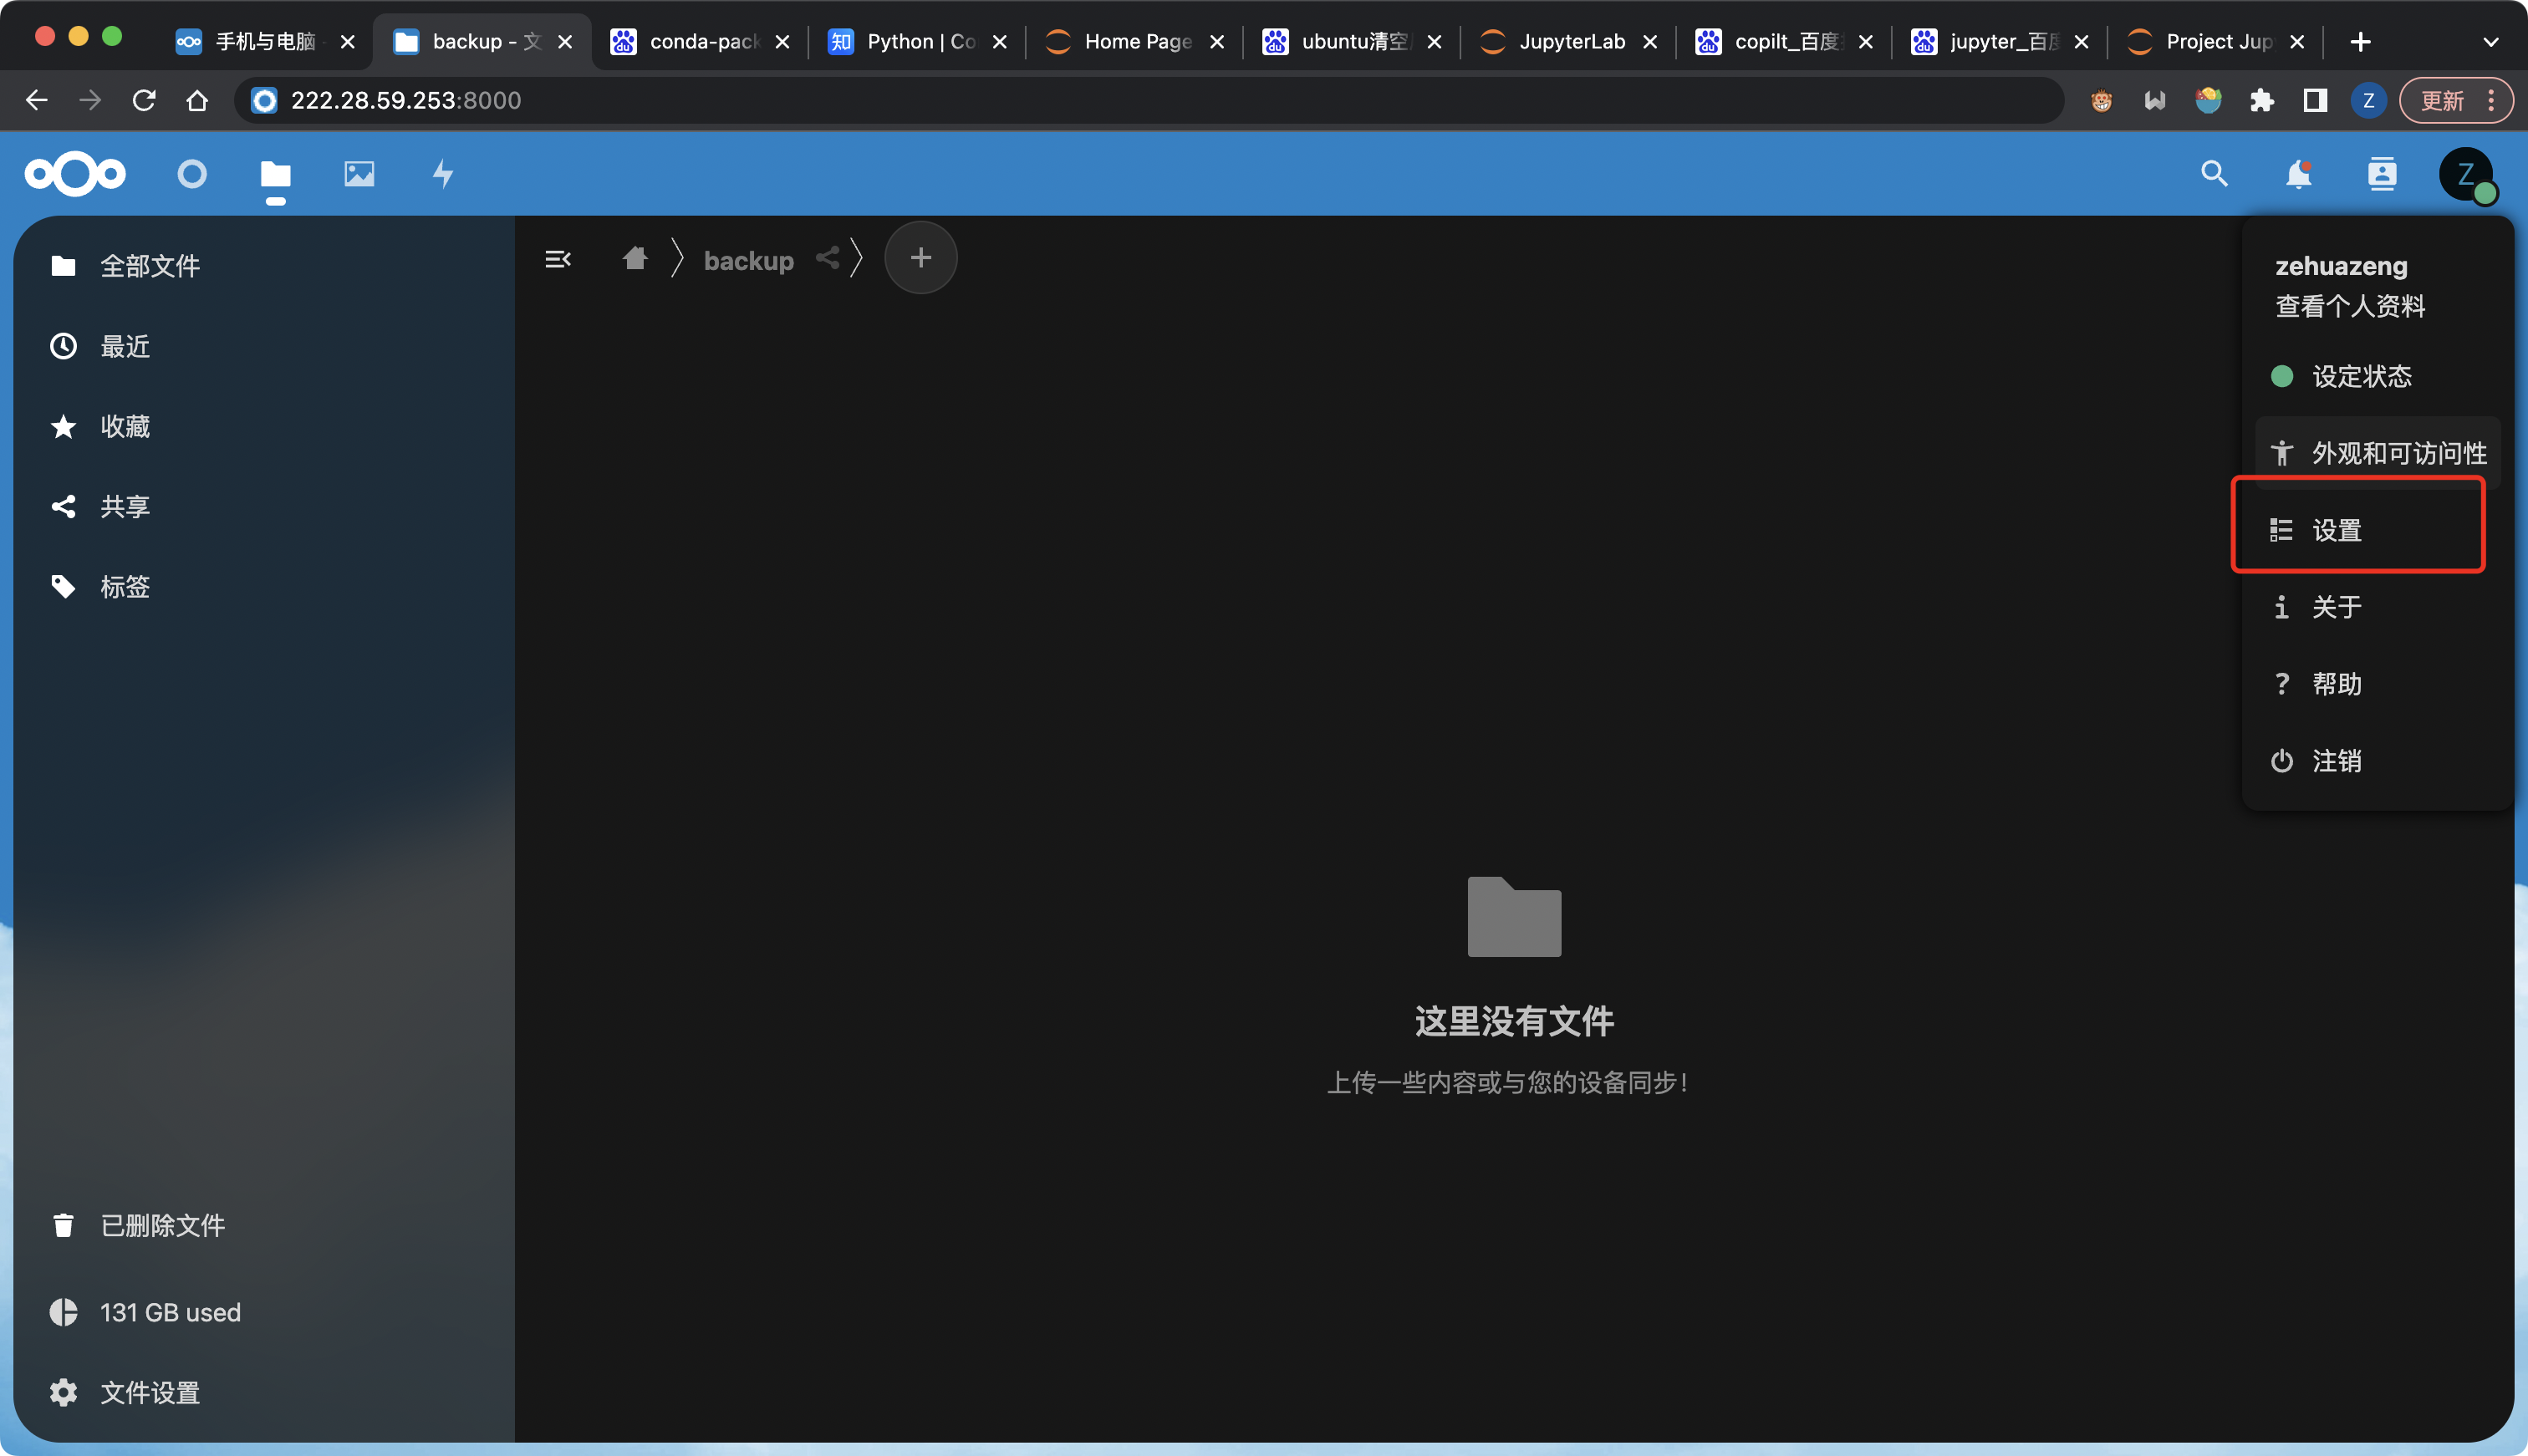 手机与电脑
backup - 文
conda-pack
Python | Co
Home Page
ubuntu清空
JupyterLab
copilt_百度
jupyter_百度
Project Jup
222.28.59.253:8000
Z
更新
Z
全部文件
最近
收藏
共享
标签
已删除文件
131 GB used
文件设置
backup
这里没有文件
上传一些内容或与您的设备同步！
zehuazeng
查看个人资料
设定状态
外观和可访问性
设置
关于
帮助
注销